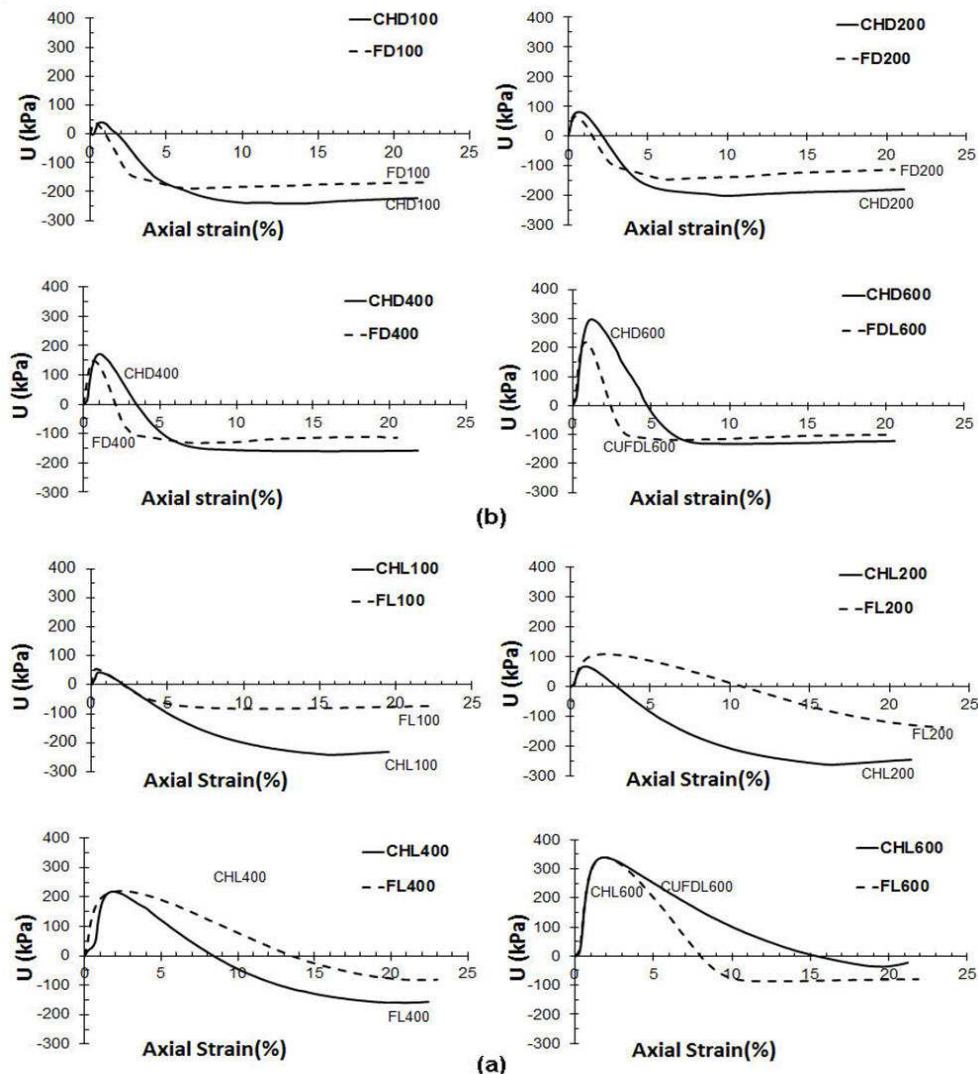 CHD100
FD100
U (kPa)
400
300
200
100
0
-100
-200
-300
0
5
10
15
20
25
FD100
CHD100
Axial strain(%)
CHD200
FD200
U (kPa)
400
300
200
100
0
-100
-200
-300
0
5
10
15
20
25
FD200
CHD200
Axial strain(%)
CHD400
FD400
U (kPa)
400
300
200
100
0
-100
-200
-300
0
5
10
15
20
25
CHD400
FD400
Axial strain(%)
CHD600
FDL600
U (kPa)
400
300
200
100
0
-100
-200
-300
0
5
10
15
20
25
CHD600
CUFDL600
Axial strain(%)
(b)
CHL100
FL100
U (kPa)
400
300
200
100
0
-100
-200
-300
0
5
10
15
20
25
FL100
CHL100
Axial Strain(%)
CHL200
FL200
U (kPa)
400
300
200
100
0
-100
-200
-300
0
5
10
15
20
25
FL200
CHL200
Axial Strain(%)
CHL400
FL400
U (kPa)
400
300
200
100
0
-100
-200
-300
0
5
10
15
20
25
CHL400
FL400
Axial Strain(%)
CHL600
FL600
U (kPa)
400
300
200
100
0
-100
-200
-300
0
5
10
15
20
25
CHL600
CUFDL600
Axial Strain(%)
(a)